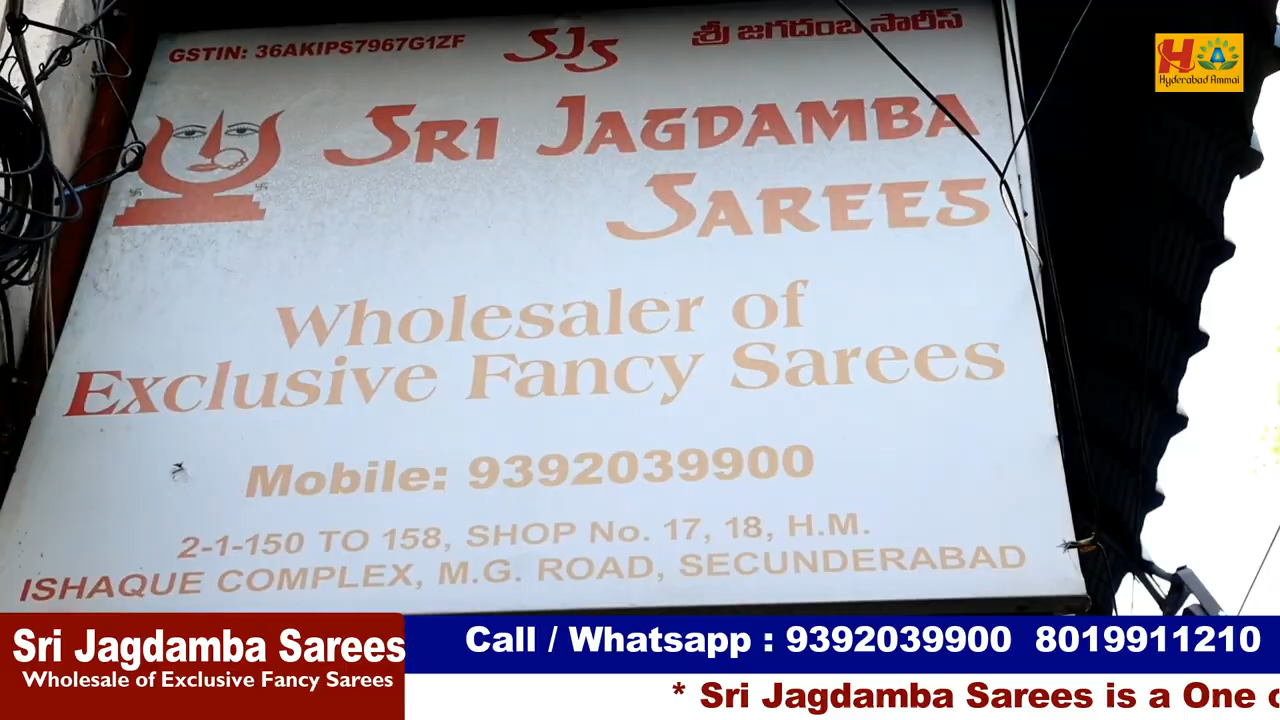 GSTIN: 36AKIPS7967G1ZF
SJS
శ్రీ జగదంబ సారీస్
SRI JAGDAMBA
SAREES
Wholesaler of
Exclusive Fancy Sarees
Mobile: 9392039900
2-1-150 TO 158, SHOP No. 17, 18, H.M.
ISHAQUE COMPLEX, M.G. ROAD, SECUNDERABAD
Hyderabad Ammai
Sri Jagdamba Sarees
Wholesale of Exclusive Fancy Sarees
Call / Whatsapp : 9392039900 8019911210
* Sri Jagdamba Sarees is a One